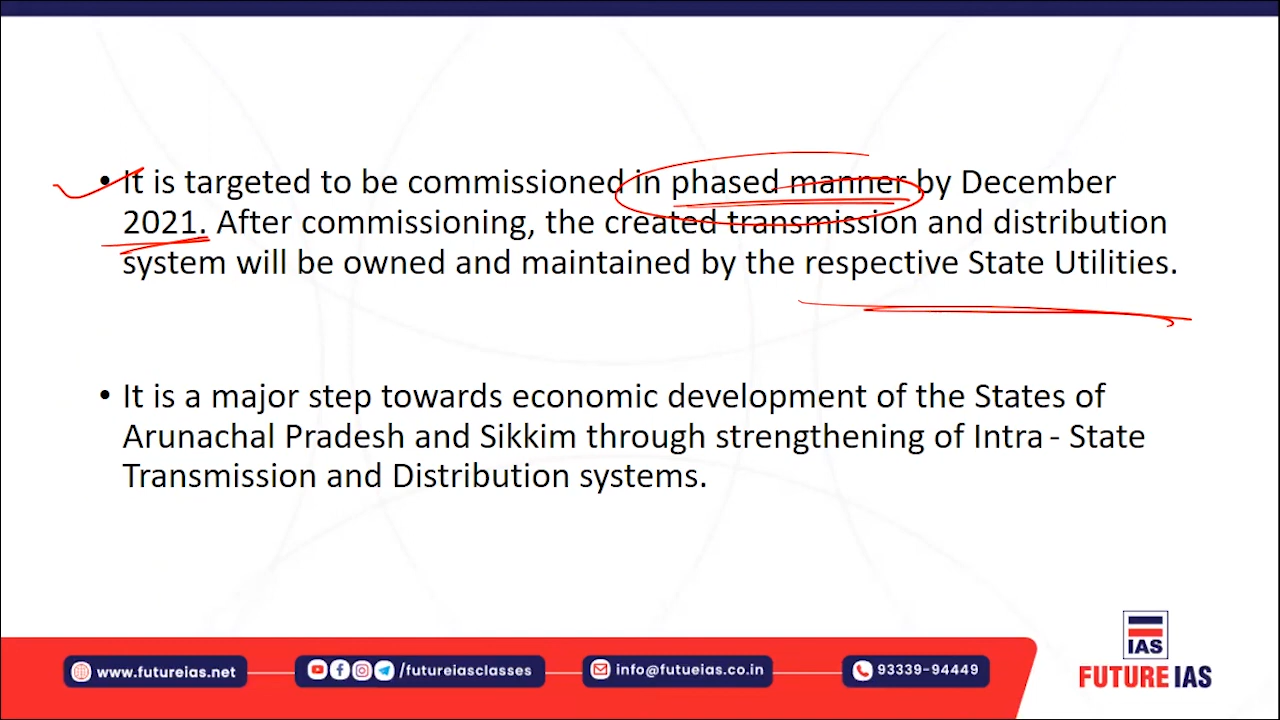 • It is targeted to be commissioned in phased manner by December
2021. After commissioning, the created transmission and distribution
system will be owned and maintained by the respective State Utilities.
• It is a major step towards economic development of the States of
Arunachal Pradesh and Sikkim through strengthening of Intra - State
Transmission and Distribution systems.
IAS
FUTURE IAS
www.futureias.net
/futureiasclasses
info@futueias.co.in
93339-94449